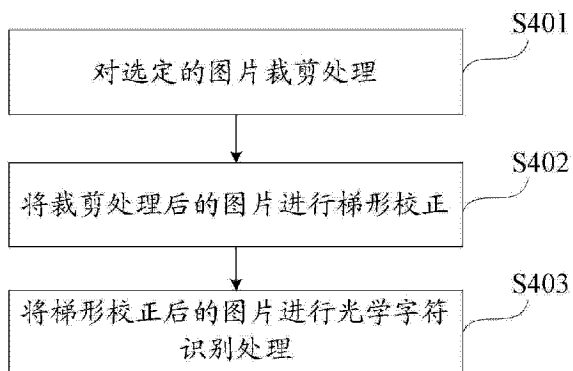 S401
对选定的图片裁剪处理
S402
将裁剪处理后的图片进行梯形校正
S403
将梯形校正后的图片进行光学字符
识别处理